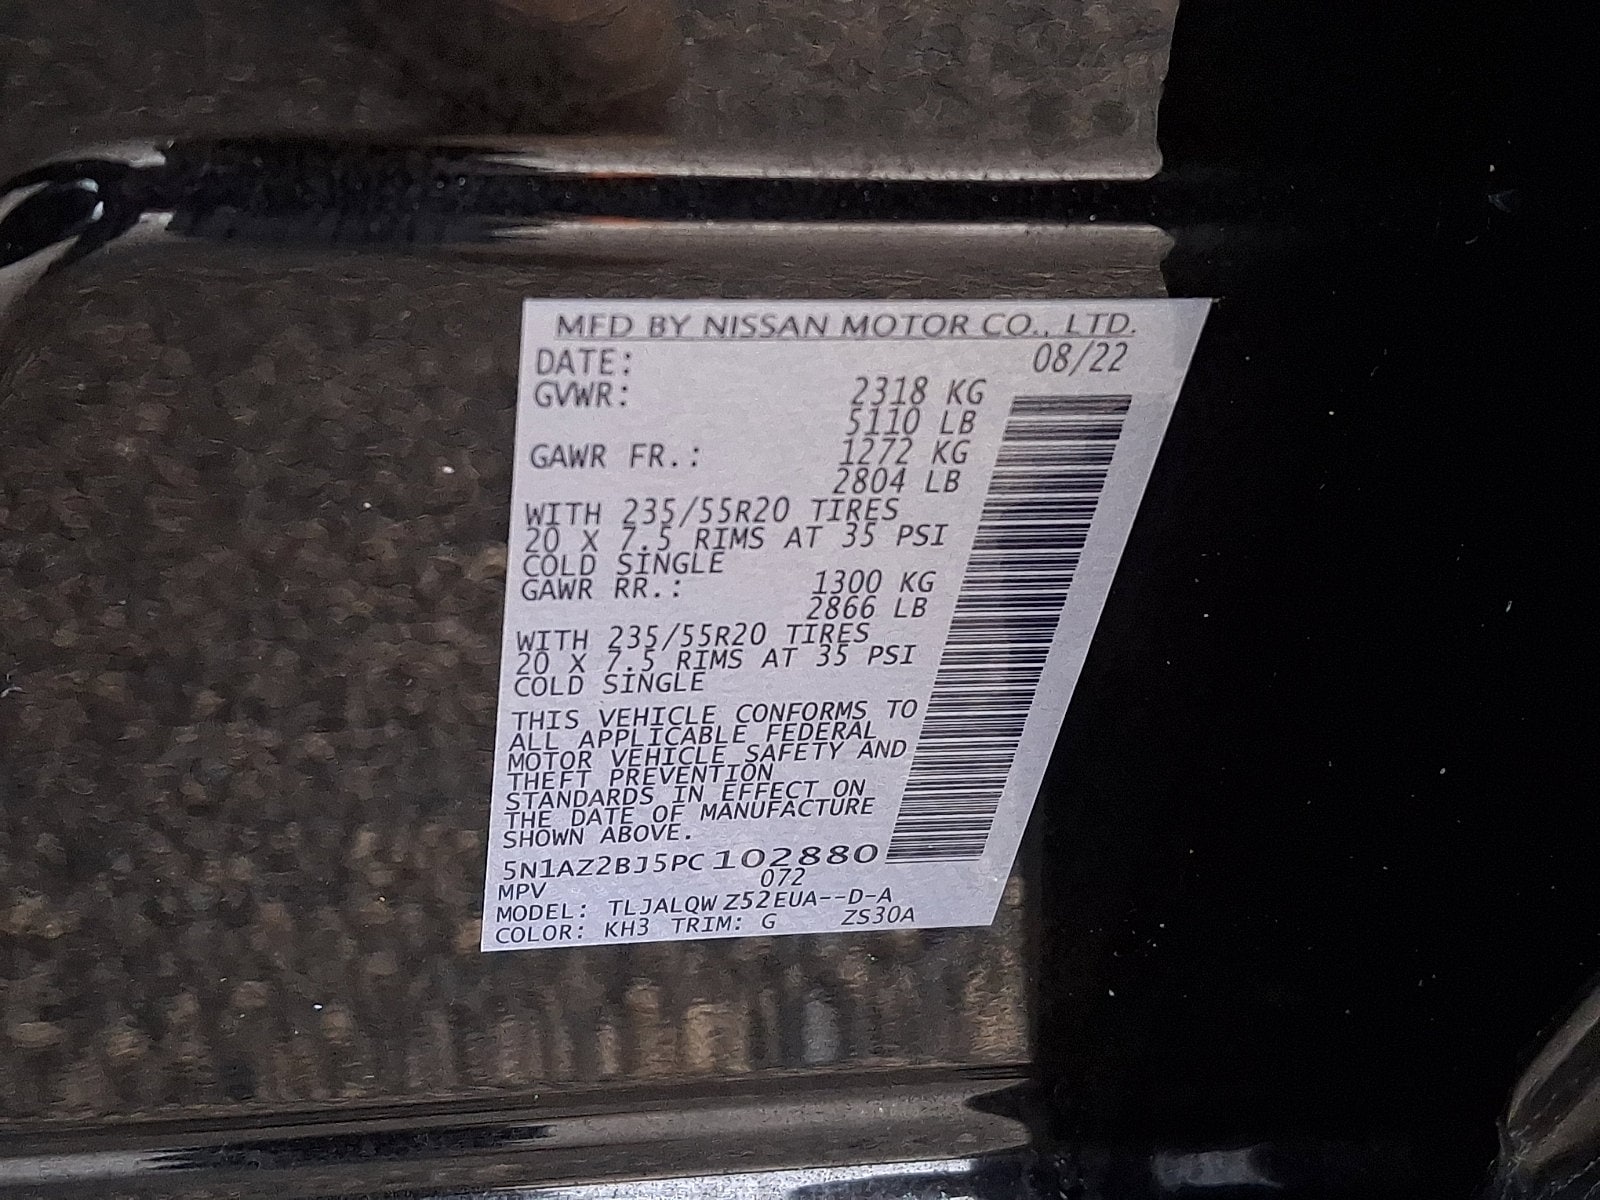 MFD BY NISSAN MOTOR CO., LTD.
DATE: 08/22
GVWR: 2318 KG
5110 LB
GAWR FR.: 1272 KG
2804 LB
WITH 235/55R20 TIRES
20 X 7.5 RIMS AT 35 PSI
COLD SINGLE
GAWR RR.: 1300 KG
2866 LB
WITH 235/55R20 TIRES
20 X 7.5 RIMS AT 35 PSI
COLD SINGLE
THIS VEHICLE CONFORMS TO
ALL APPLICABLE FEDERAL
MOTOR VEHICLE SAFETY AND
THEFT PREVENTION
STANDARDS IN EFFECT ON
THE DATE OF MANUFACTURE
SHOWN ABOVE.
5N1AZ2BJ5PC102880
MPV 072
MODEL: TLJALQWZ52EUA--D-A
COLOR: KH3 TRIM: G ZS30A